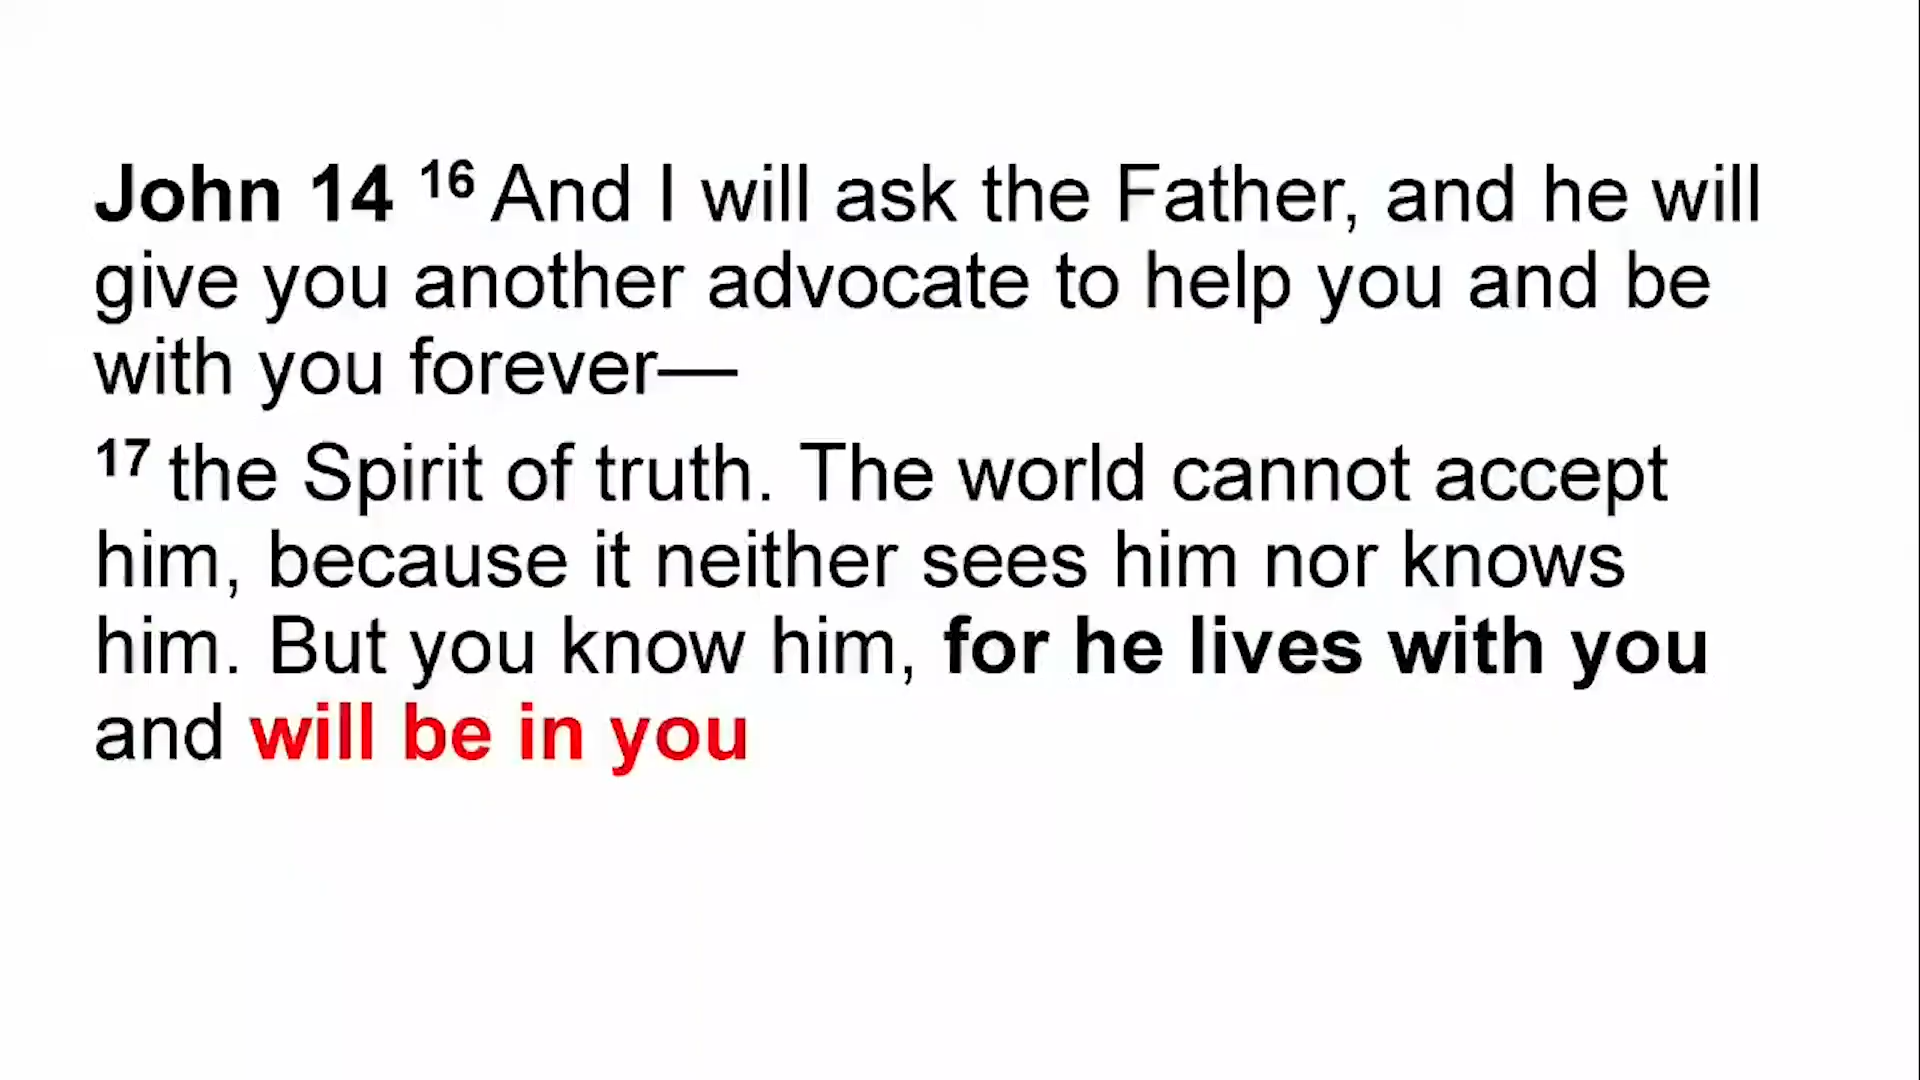 John 14 ¹⁶ And I will ask the Father, and he will
give you another advocate to help you and be
with you forever—
¹⁷ the Spirit of truth. The world cannot accept
him, because it neither sees him nor knows
him. But you know him, for he lives with you
and will be in you